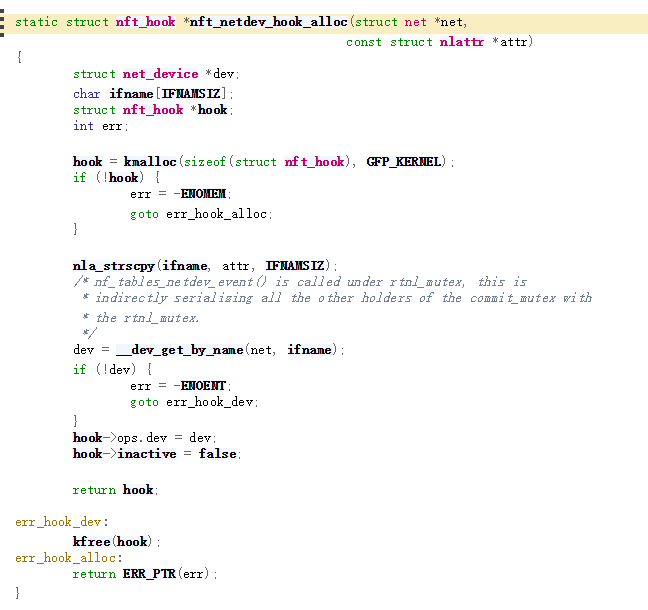 static struct nft_hook *nft_netdev_hook_alloc(struct net *net,
const struct nlattr *attr)
{
struct net_device *dev;
char ifname[IFNAMSIZ];
struct nft_hook *hook;
int err;
hook = kmalloc(sizeof(struct nft_hook), GFP_KERNEL);
if (!hook) {
err = -ENOMEM;
goto err_hook_alloc;
}
nla_strscpy(ifname, attr, IFNAMSIZ);
/* nf_tables_netdev_event() is called under rtnl_mutex, this is
* indirectly serialising all the other holders of the commit_mutex with
* the rtnl_mutex.
*/
dev = __dev_get_by_name(net, ifname);
if (!dev) {
err = -ENOENT;
goto err_hook_dev;
}
hook->ops.dev = dev;
hook->inactive = false;
return hook;
err_hook_dev:
kfree(hook);
err_hook_alloc:
return ERR_PTR(err);
}